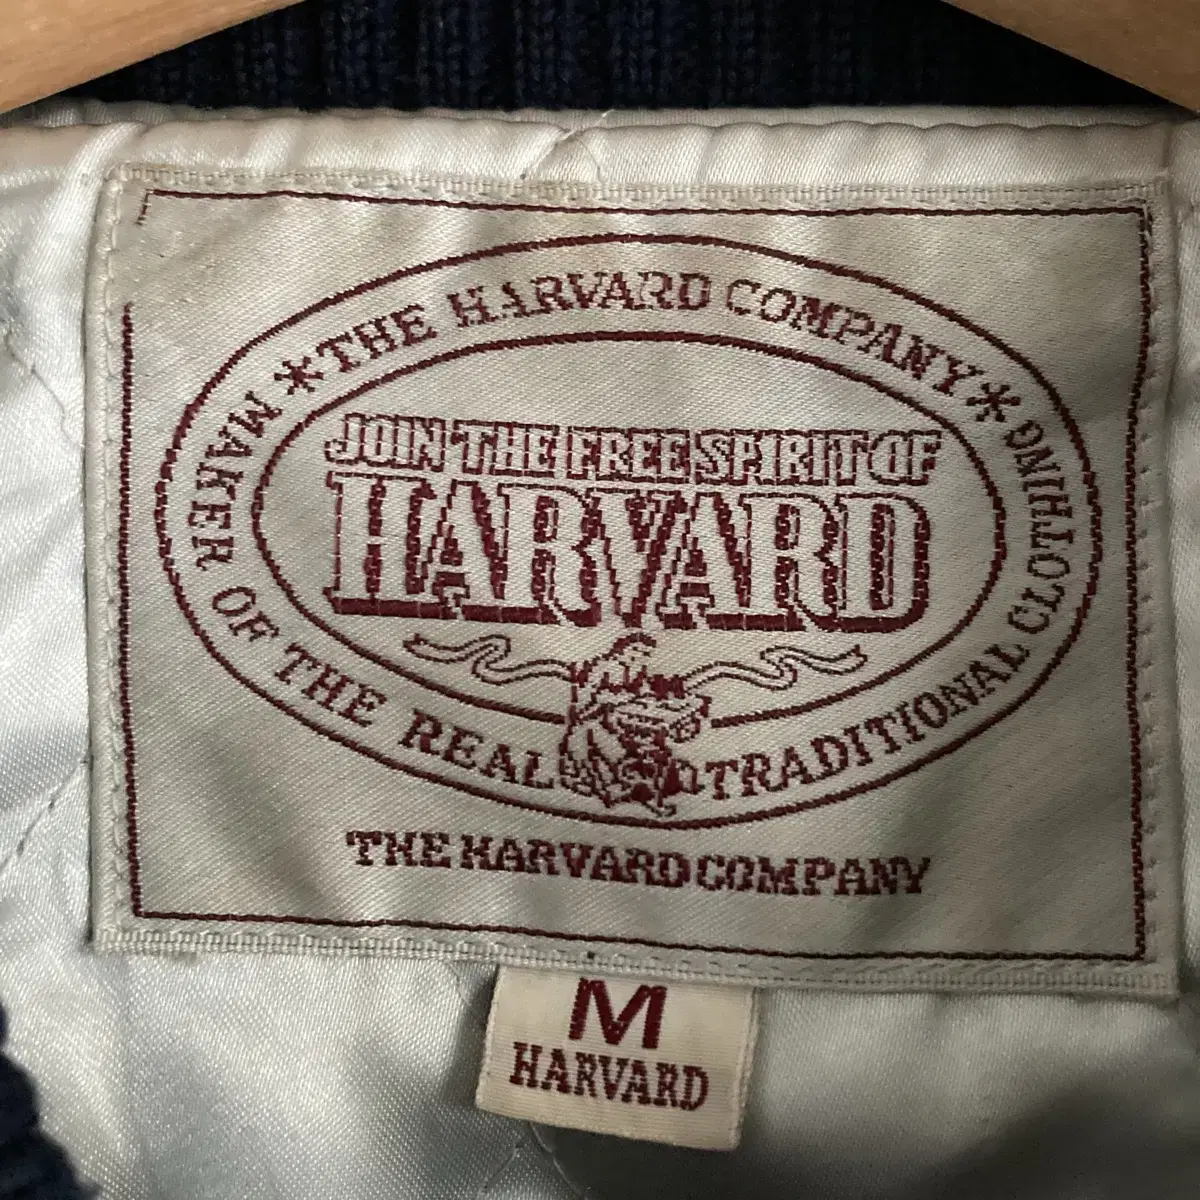 *THE HARVARD COMPANY*
MAKER OF THE REAL TRADITIONAL CLOTHING
JOIN THE FREE SPIRIT OF
HARVARD
THE HARVARD COMPANY
M
HARVARD